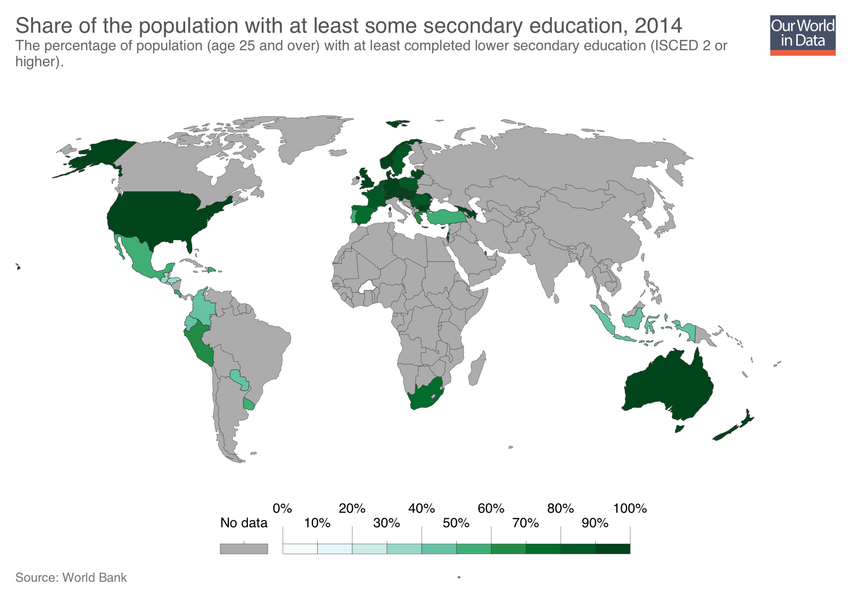 Share of the population with at least some secondary education, 2014
The percentage of population (age 25 and over) with at least completed lower secondary education (ISCED 2 or
higher).
Our World
in Data
0% 20% 40% 60% 80% 100%
No data 10% 30% 50% 70% 90%
Source: World Bank